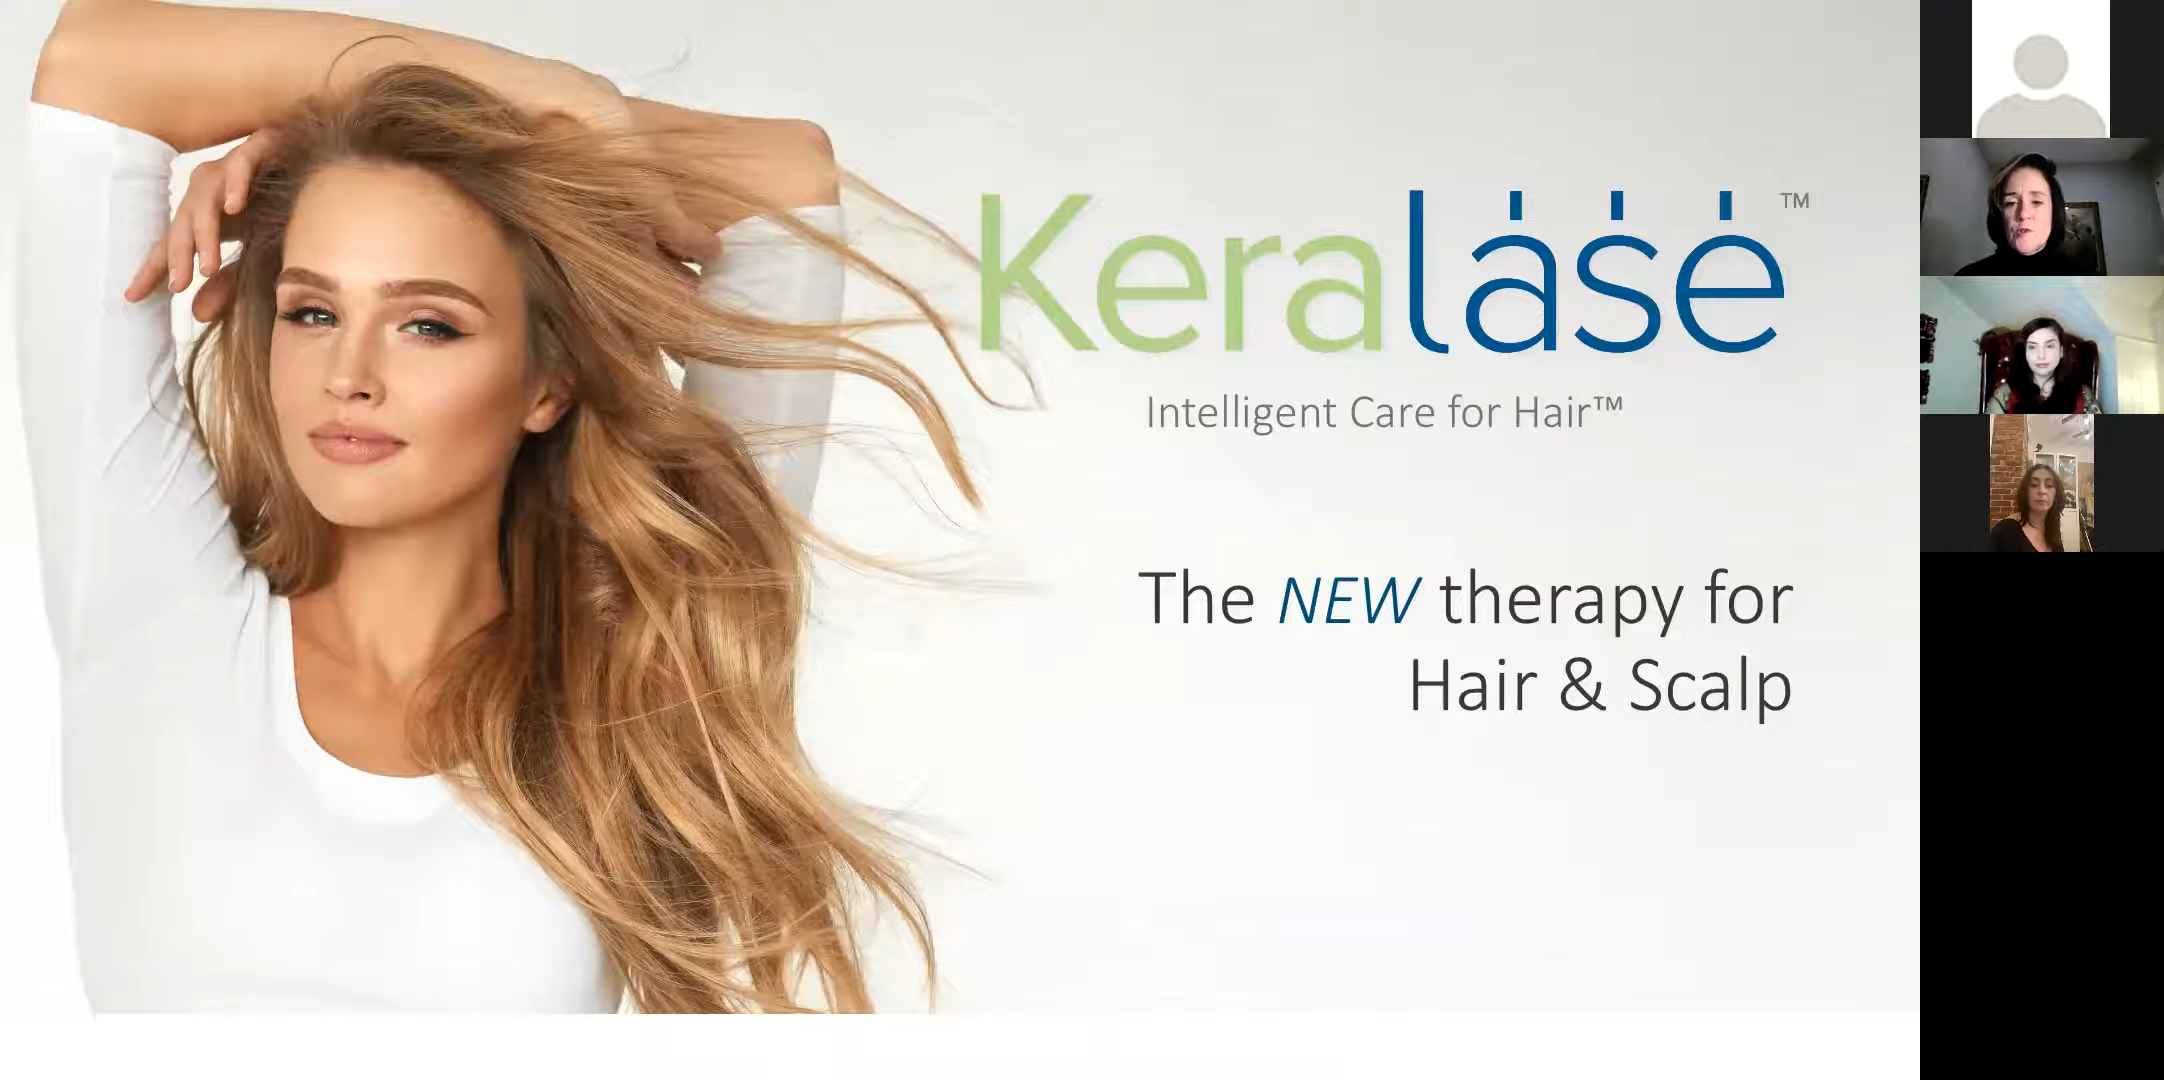 Keralase™
Intelligent Care for Hair™
The NEW therapy for
Hair & Scalp